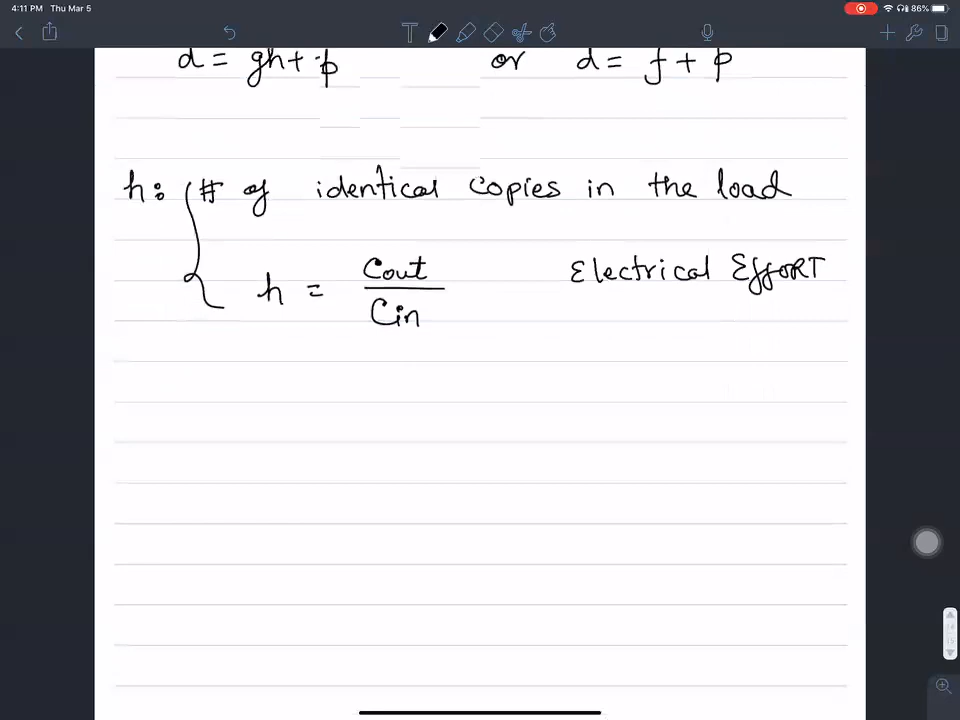 4:11 PM Thu Mar 5 86%
d = gh + p or d = f + p
h: # of identical copies in the load
h = Cout / Cin Electrical EFFORT